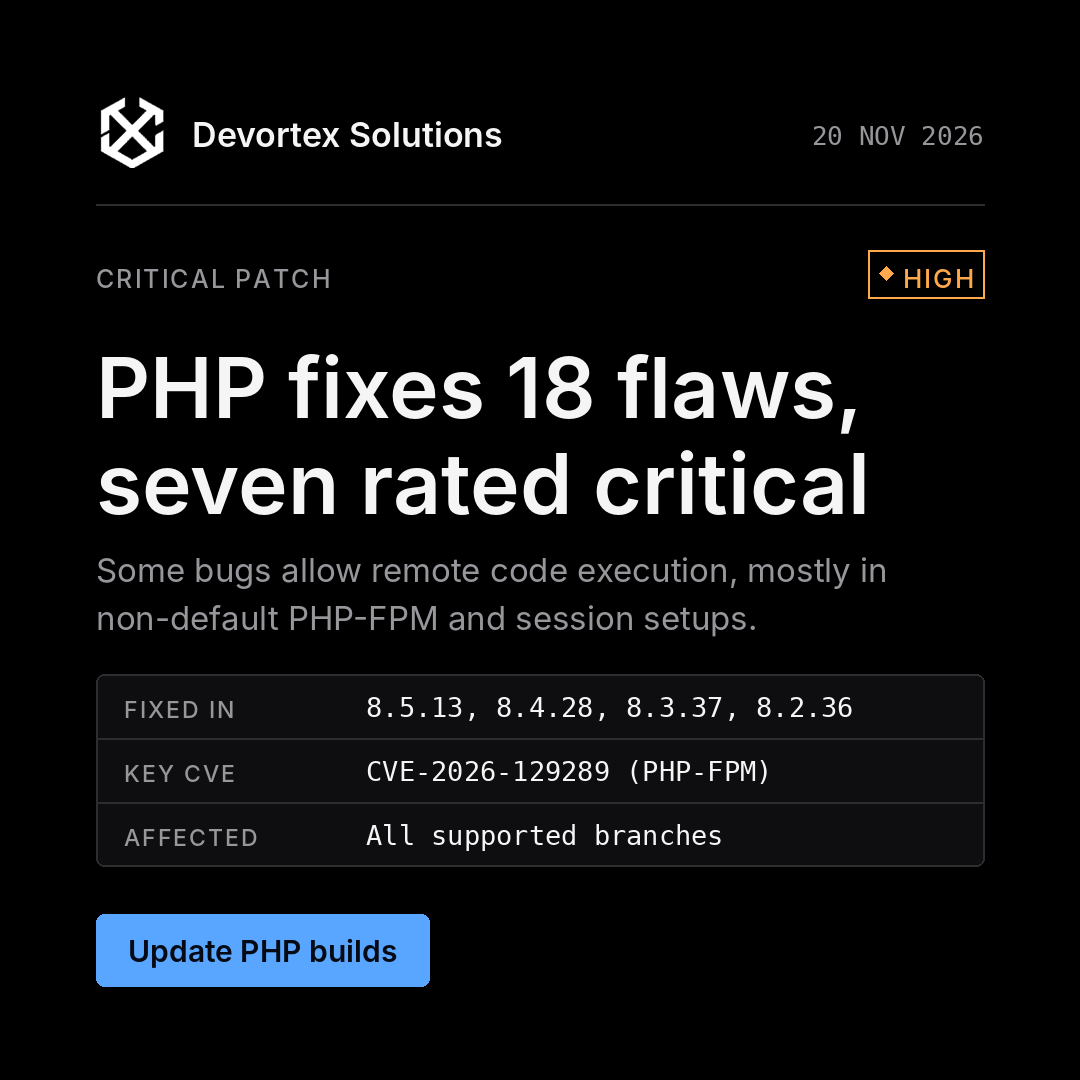 Devortex Solutions
20 NOV 2026
CRITICAL PATCH
HIGH
PHP fixes 18 flaws,
seven rated critical
Some bugs allow remote code execution, mostly in
non-default PHP-FPM and session setups.
FIXED IN 8.5.13, 8.4.28, 8.3.37, 8.2.36
KEY CVE CVE-2026-129289 (PHP-FPM)
AFFECTED All supported branches
Update PHP builds